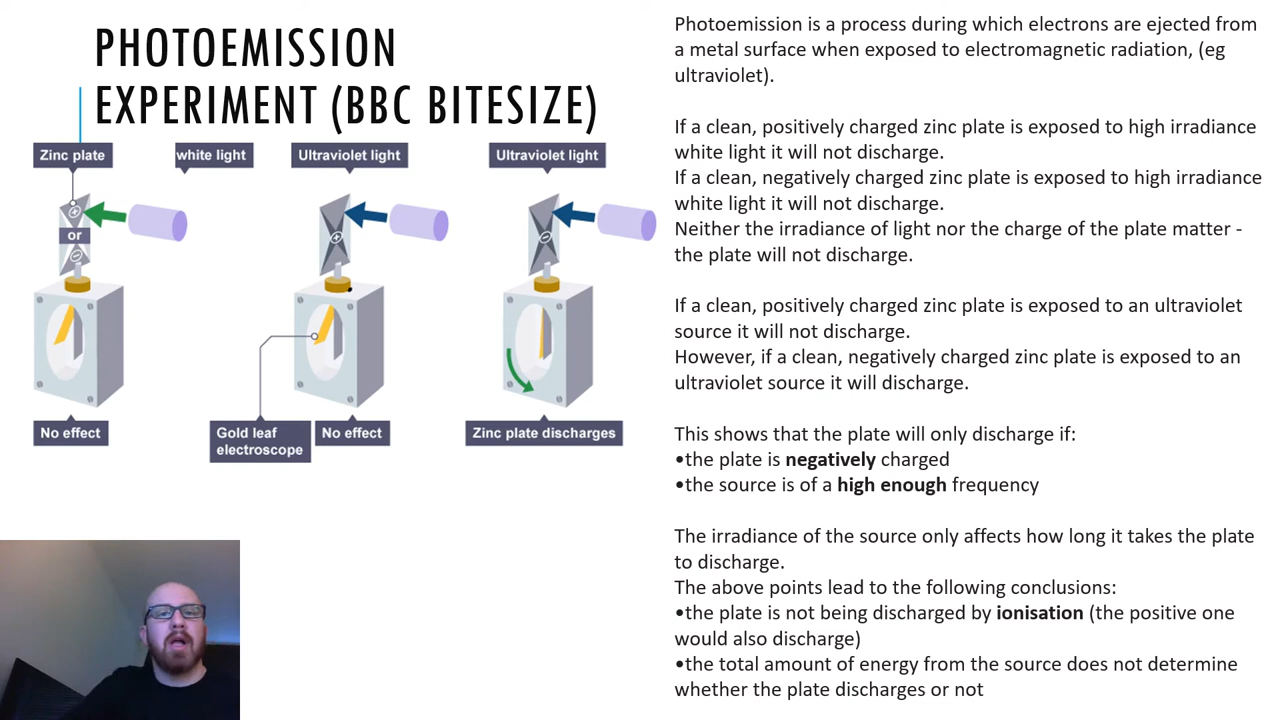 PHOTOEMISSION
EXPERIMENT (BBC BITESIZE)
Zinc plate
white light
Ultraviolet light
Ultraviolet light
or
No effect
Gold leaf
electroscope
No effect
Zinc plate discharges
Photoemission is a process during which electrons are ejected from
a metal surface when exposed to electromagnetic radiation, (eg
ultraviolet).
If a clean, positively charged zinc plate is exposed to high irradiance
white light it will not discharge.
If a clean, negatively charged zinc plate is exposed to high irradiance
white light it will not discharge.
Neither the irradiance of light nor the charge of the plate matter -
the plate will not discharge.
If a clean, positively charged zinc plate is exposed to an ultraviolet
source it will not discharge.
However, if a clean, negatively charged zinc plate is exposed to an
ultraviolet source it will discharge.
This shows that the plate will only discharge if:
•the plate is negatively charged
•the source is of a high enough frequency
The irradiance of the source only affects how long it takes the plate
to discharge.
The above points lead to the following conclusions:
•the plate is not being discharged by ionisation (the positive one
would also discharge)
•the total amount of energy from the source does not determine
whether the plate discharges or not